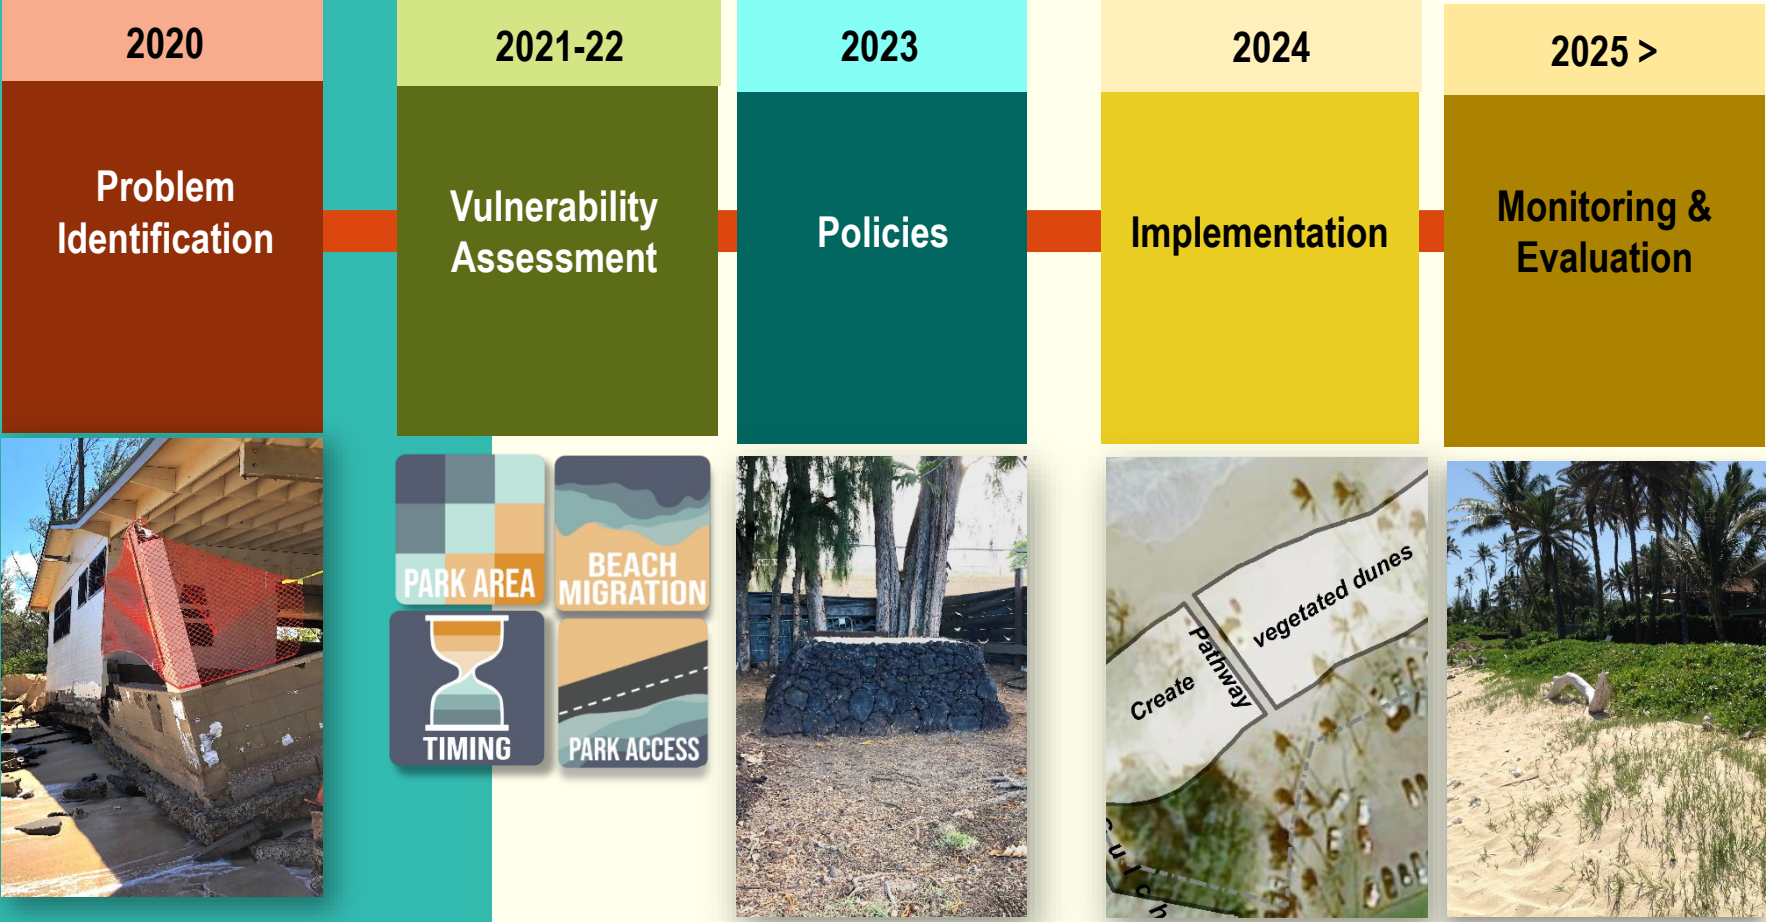 2020
Problem
Identification
2021-22
Vulnerability
Assessment
PARK AREA
BEACH
MIGRATION
TIMING
PARK ACCESS
2023
Policies
2024
Implementation
vegetated dunes
Pathway
Create
Gulch
2025 >
Monitoring &
Evaluation